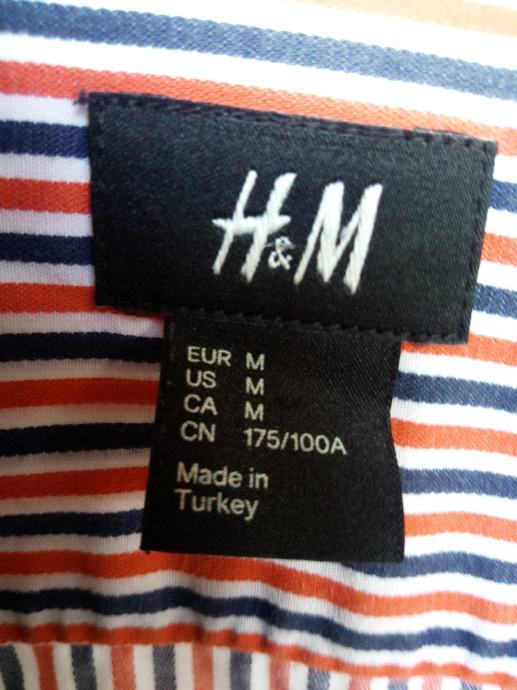 H&M
EUR M
US M
CA M
CN 175/100A
Made in
Turkey